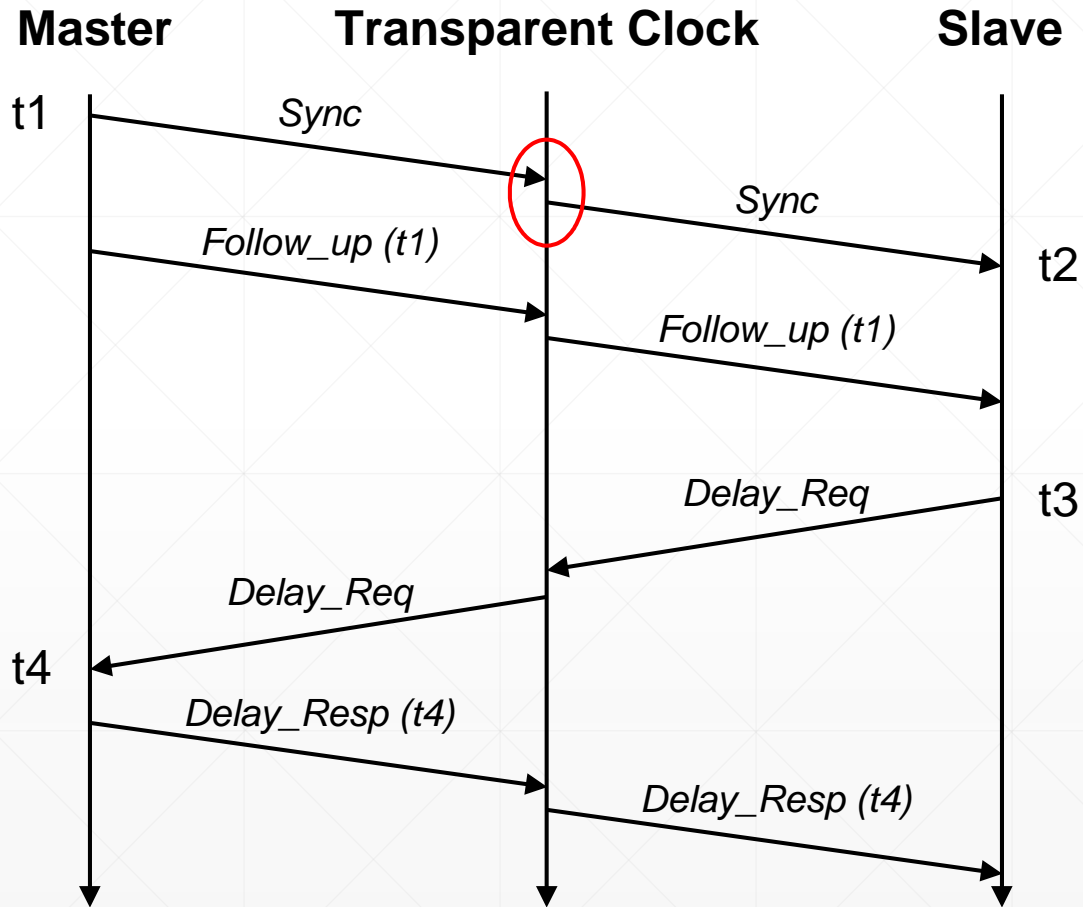 Master
Transparent Clock
Slave
t1
Sync
Sync
Follow_up (t1)
t2
Follow_up (t1)
Delay_Req
t3
Delay_Req
t4
Delay_Resp (t4)
Delay_Resp (t4)